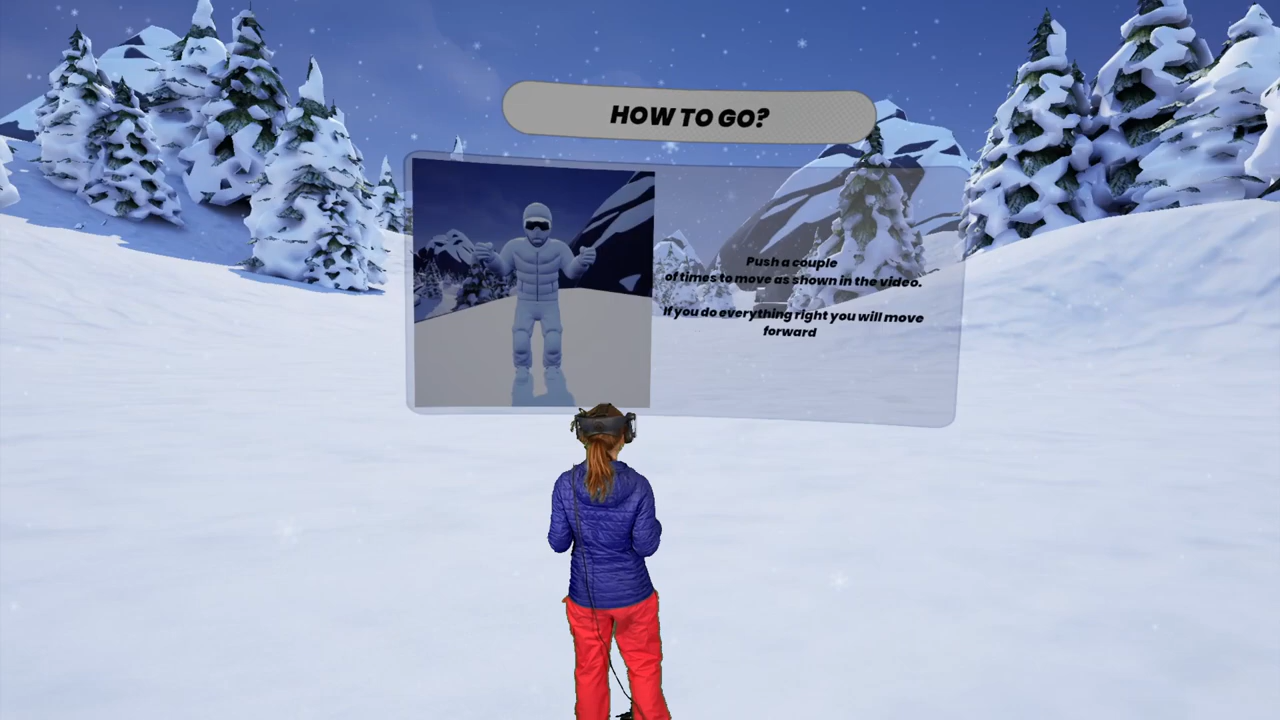 HOW TO GO?
Push a couple
of times to move as shown in the video.
If you do everything right you will move
forward